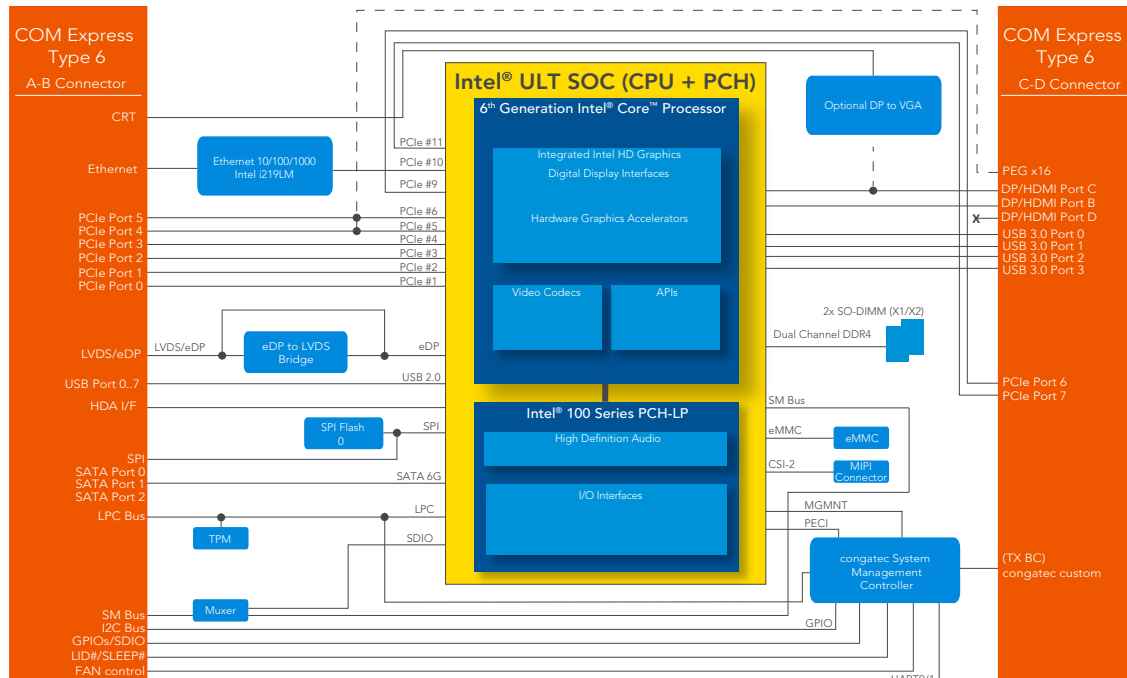 COM Express
Type 6
A-B Connector
CRT
Ethernet
PCIe Port 5
PCIe Port 4
PCIe Port 3
PCIe Port 2
PCIe Port 1
PCIe Port 0
LVDS/eDP
USB Port 0..7
HDA I/F
SPI
SATA Port 0
SATA Port 1
SATA Port 2
LPC Bus
SM Bus
I2C Bus
GPIOs/SDIO
LID#/SLEEP#
FAN control
Ethernet 10/100/1000
Intel i219LM
LVDS/eDP
eDP to LVDS
Bridge
SPI Flash
0
TPM
Muxer
PCIe #11
PCIe #10
PCIe #9
PCIe #6
PCIe #5
PCIe #4
PCIe #3
PCIe #2
PCIe #1
eDP
USB 2.0
SPI
SATA 6G
LPC
SDIO
Intel® ULT SOC (CPU + PCH)
6th Generation Intel® Core™ Processor
Integrated Intel HD Graphics
Digital Display Interfaces
Hardware Graphics Accelerators
Video Codecs
APIs
Intel® 100 Series PCH-LP
High Definition Audio
I/O Interfaces
Optional DP to VGA
2x SO-DIMM (X1/X2)
Dual Channel DDR4
SM Bus
eMMC
eMMC
CSI-2
MIPI
Connector
MGMNT
PECI
congatec System
Management
Controller
GPIO
UART0/1
COM Express
Type 6
C-D Connector
PEG x16
DP/HDMI Port C
DP/HDMI Port B
X
DP/HDMI Port D
USB 3.0 Port 0
USB 3.0 Port 1
USB 3.0 Port 2
USB 3.0 Port 3
PCIe Port 6
PCIe Port 7
(TX BC)
congatec custom